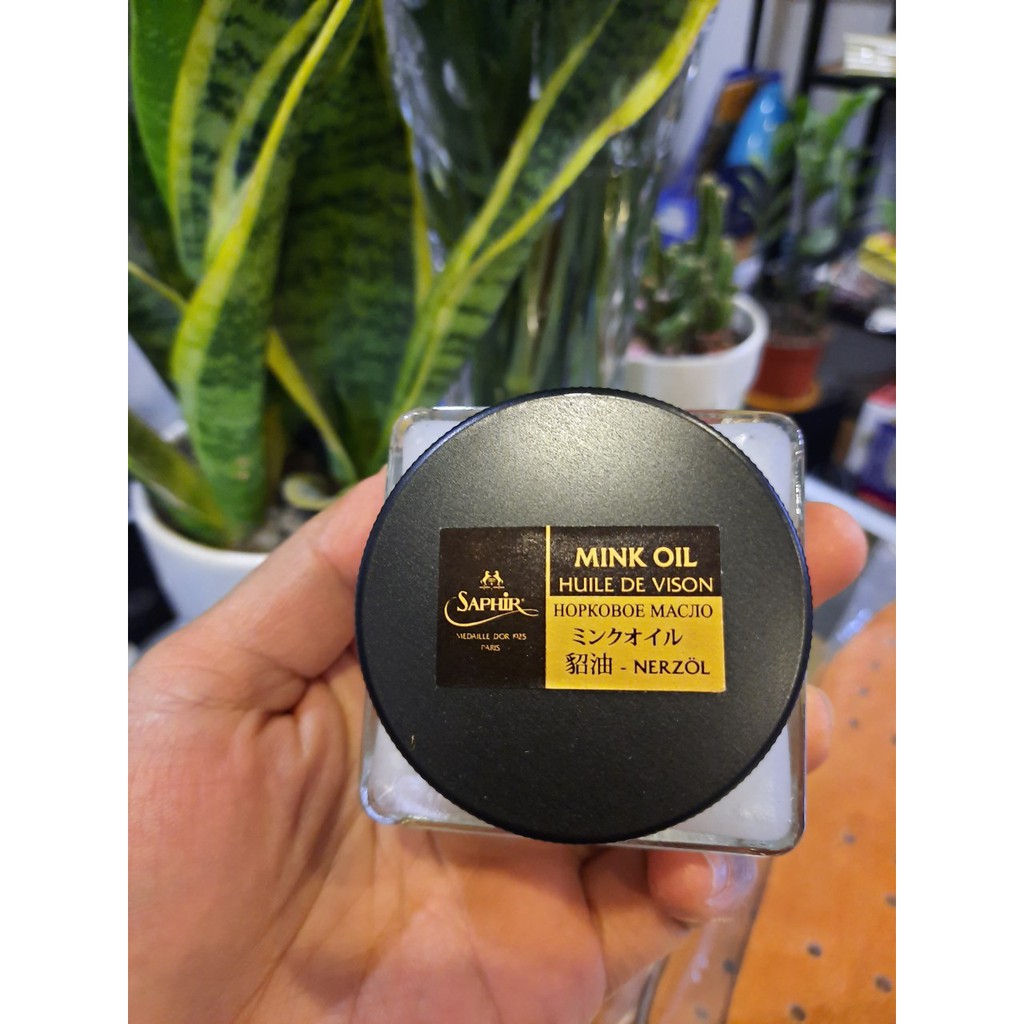 SAPHIR
MEDAILLE D'OR 1925
PARIS
MINK OIL
HUILE DE VISON
НОРКОВОЕ МАСЛО
ミンクオイル
貂油 - NERZÖL